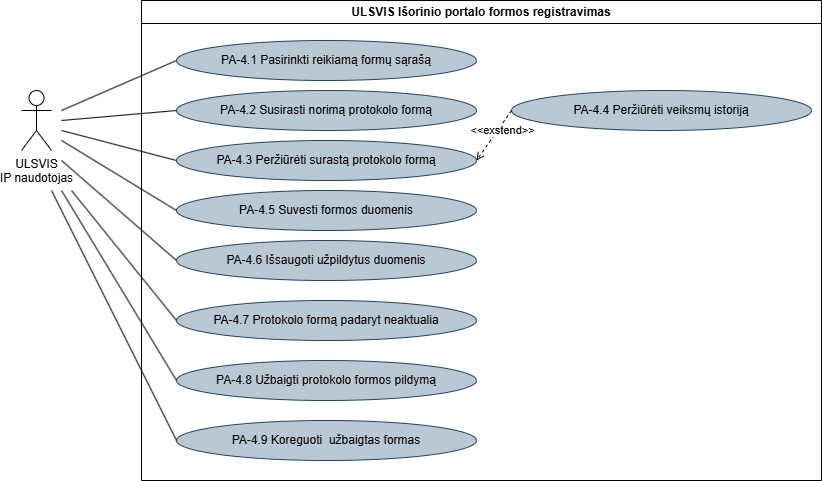 ULSVIS Išorinio portalo formos registravimas
PA-4.1 Pasirinkti reikiamą formų sąrašą
PA-4.2 Susirasti norimą protokolo formą
PA-4.4 Peržiūrėti veiksmų istoriją
<<exstend>>
PA-4.3 Peržiūrėti surastą protokolo formą
ULSVIS
IP naudotojas
PA-4.5 Suvesti formos duomenis
PA-4.6 Išsaugoti užpildytus duomenis
PA-4.7 Protokolo formą padaryt neaktualia
PA-4.8 Užbaigti protokolo formos pildymą
PA-4.9 Koreguoti  užbaigtas formas